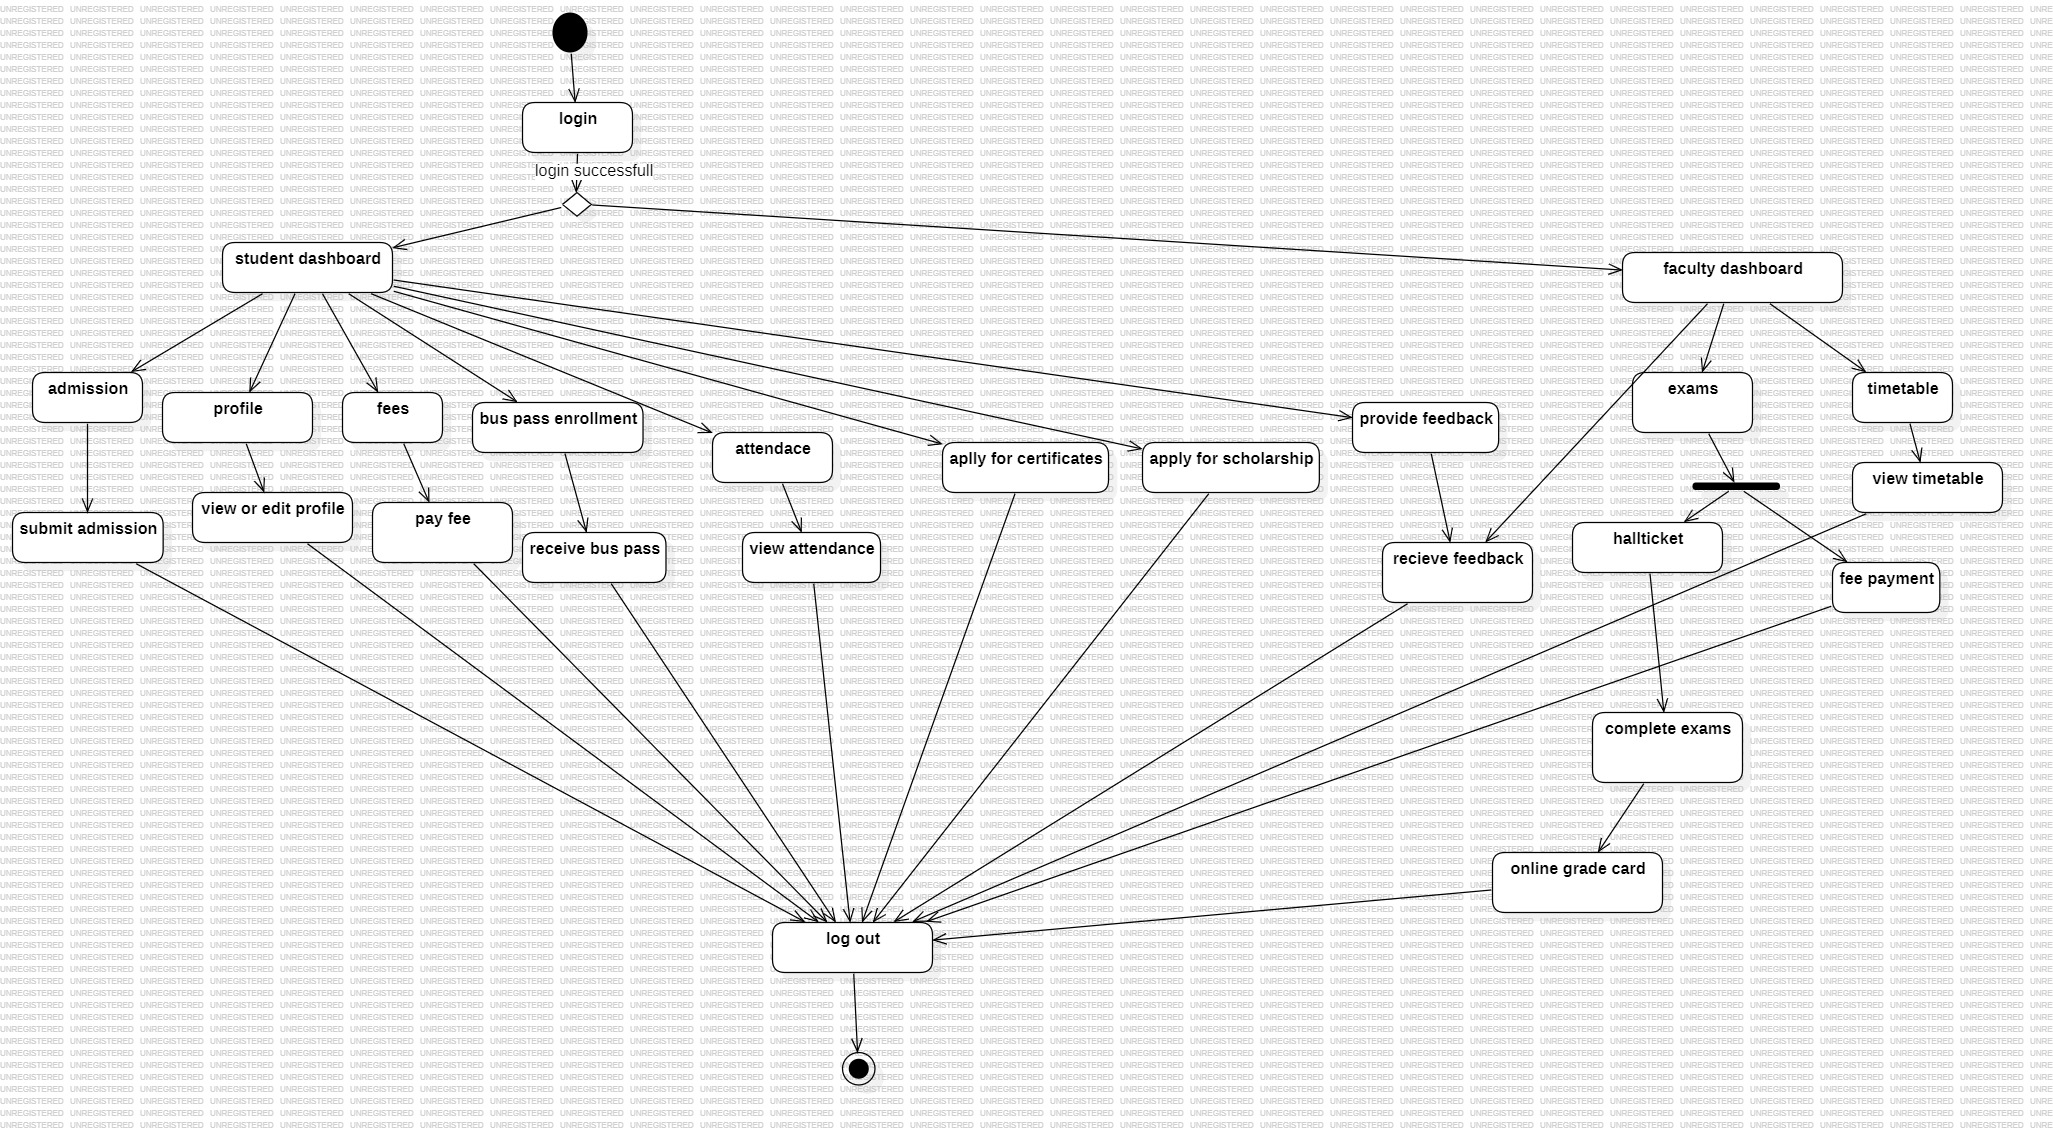 login
login successfull
student dashboard
faculty dashboard
admission
profile
fees
bus pass enrollment
attendace
aplly for certificates
apply for scholarship
provide feedback
exams
timetable
submit admission
view or edit profile
pay fee
receive bus pass
view attendance
recieve feedback
hallticket
view timetable
fee payment
complete exams
online grade card
log out
UNREGISTERED